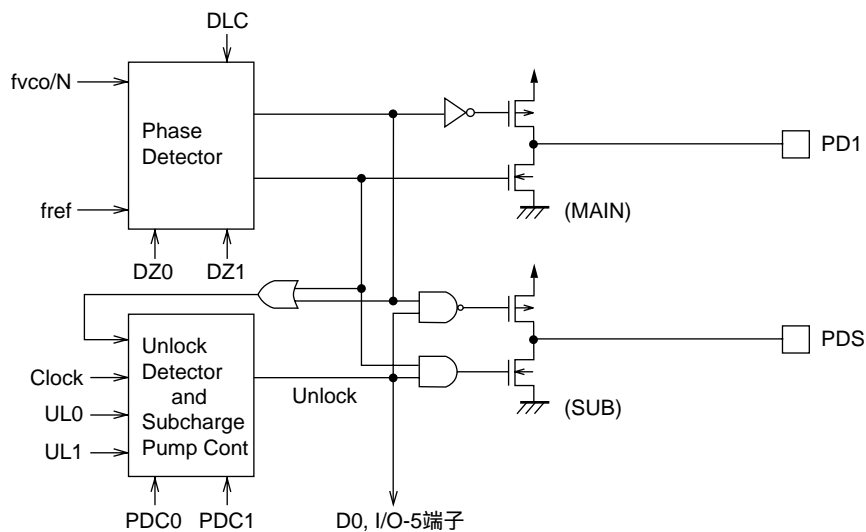 DLC
fvco/N
Phase
Detector
PD1
fref
(MAIN)
DZ0
DZ1
Unlock
Detector
and
Subcharge
Pump Cont
PDS
Clock
Unlock
UL0
(SUB)
UL1
PDC0
PDC1
D0, I/O-5端子